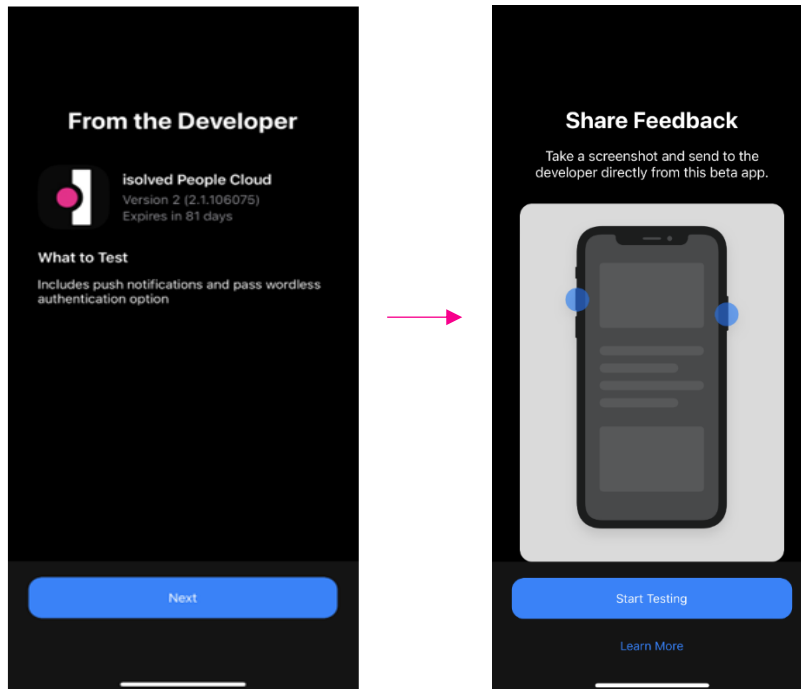 From the Developer
isolved People Cloud
Version 2 (2.1.106075)
Expires in 81 days
What to Test
Includes push notifications and pass wordless
authentication option
Next
Share Feedback
Take a screenshot and send to the
developer directly from this beta app.
Start Testing
Learn More